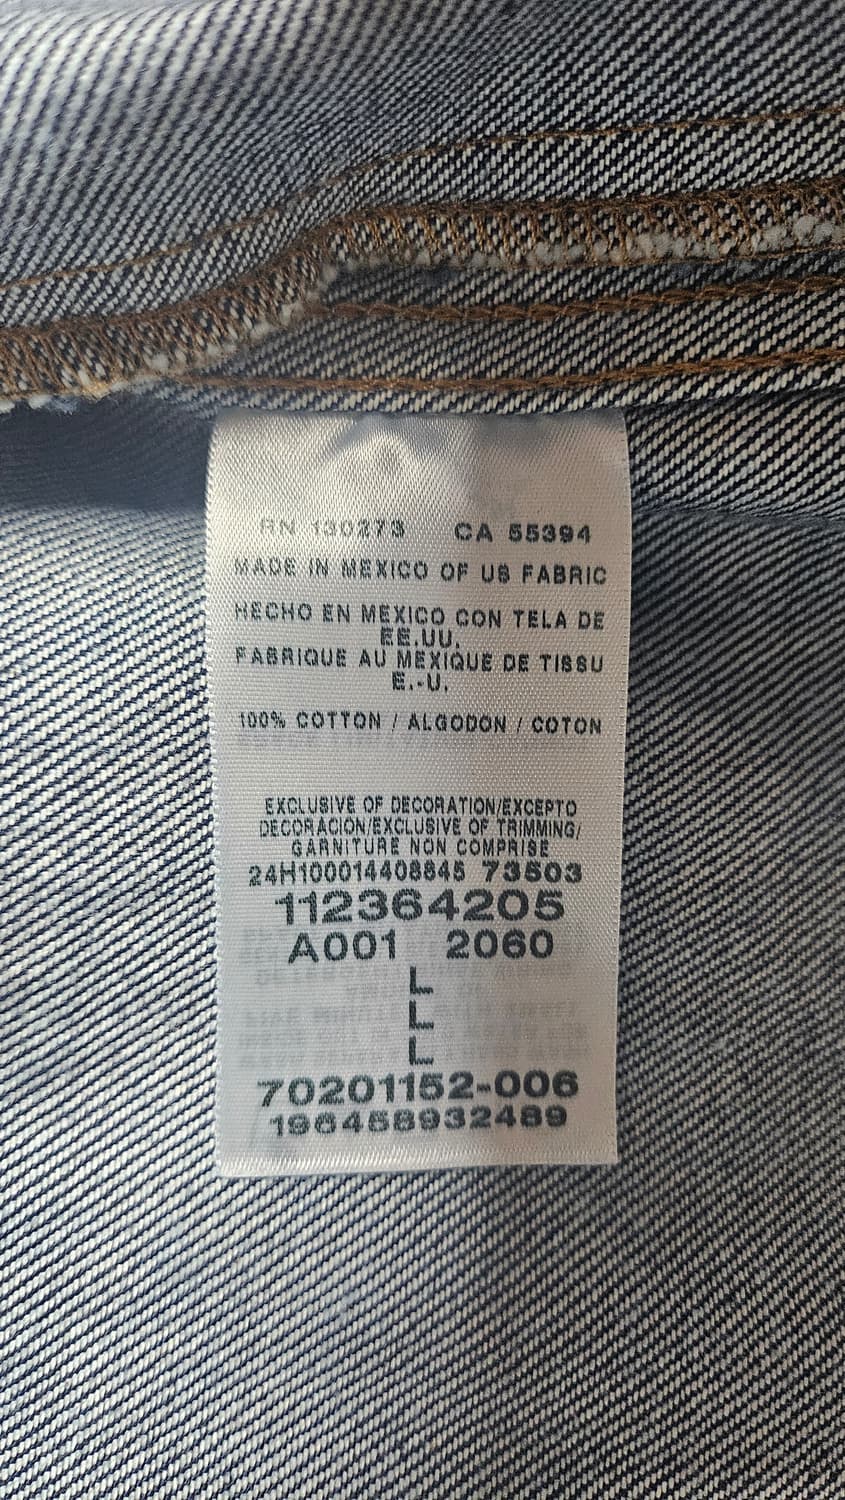 RN 130273 CA 55394
MADE IN MEXICO OF US FABRIC
HECHO EN MEXICO CON TELA DE
EE.UU.
FABRIQUE AU MEXIQUE DE TISSU
E.-U.
100% COTTON / ALGODON / COTON
EXCLUSIVE OF DECORATION/EXCEPTO
DECORACION/EXCLUSIVE OF TRIMMING/
GARNITURE NON COMPRISE
24H100014408845 73503
112364205
A001 2060
L
L
L
70201152-006
196458932489